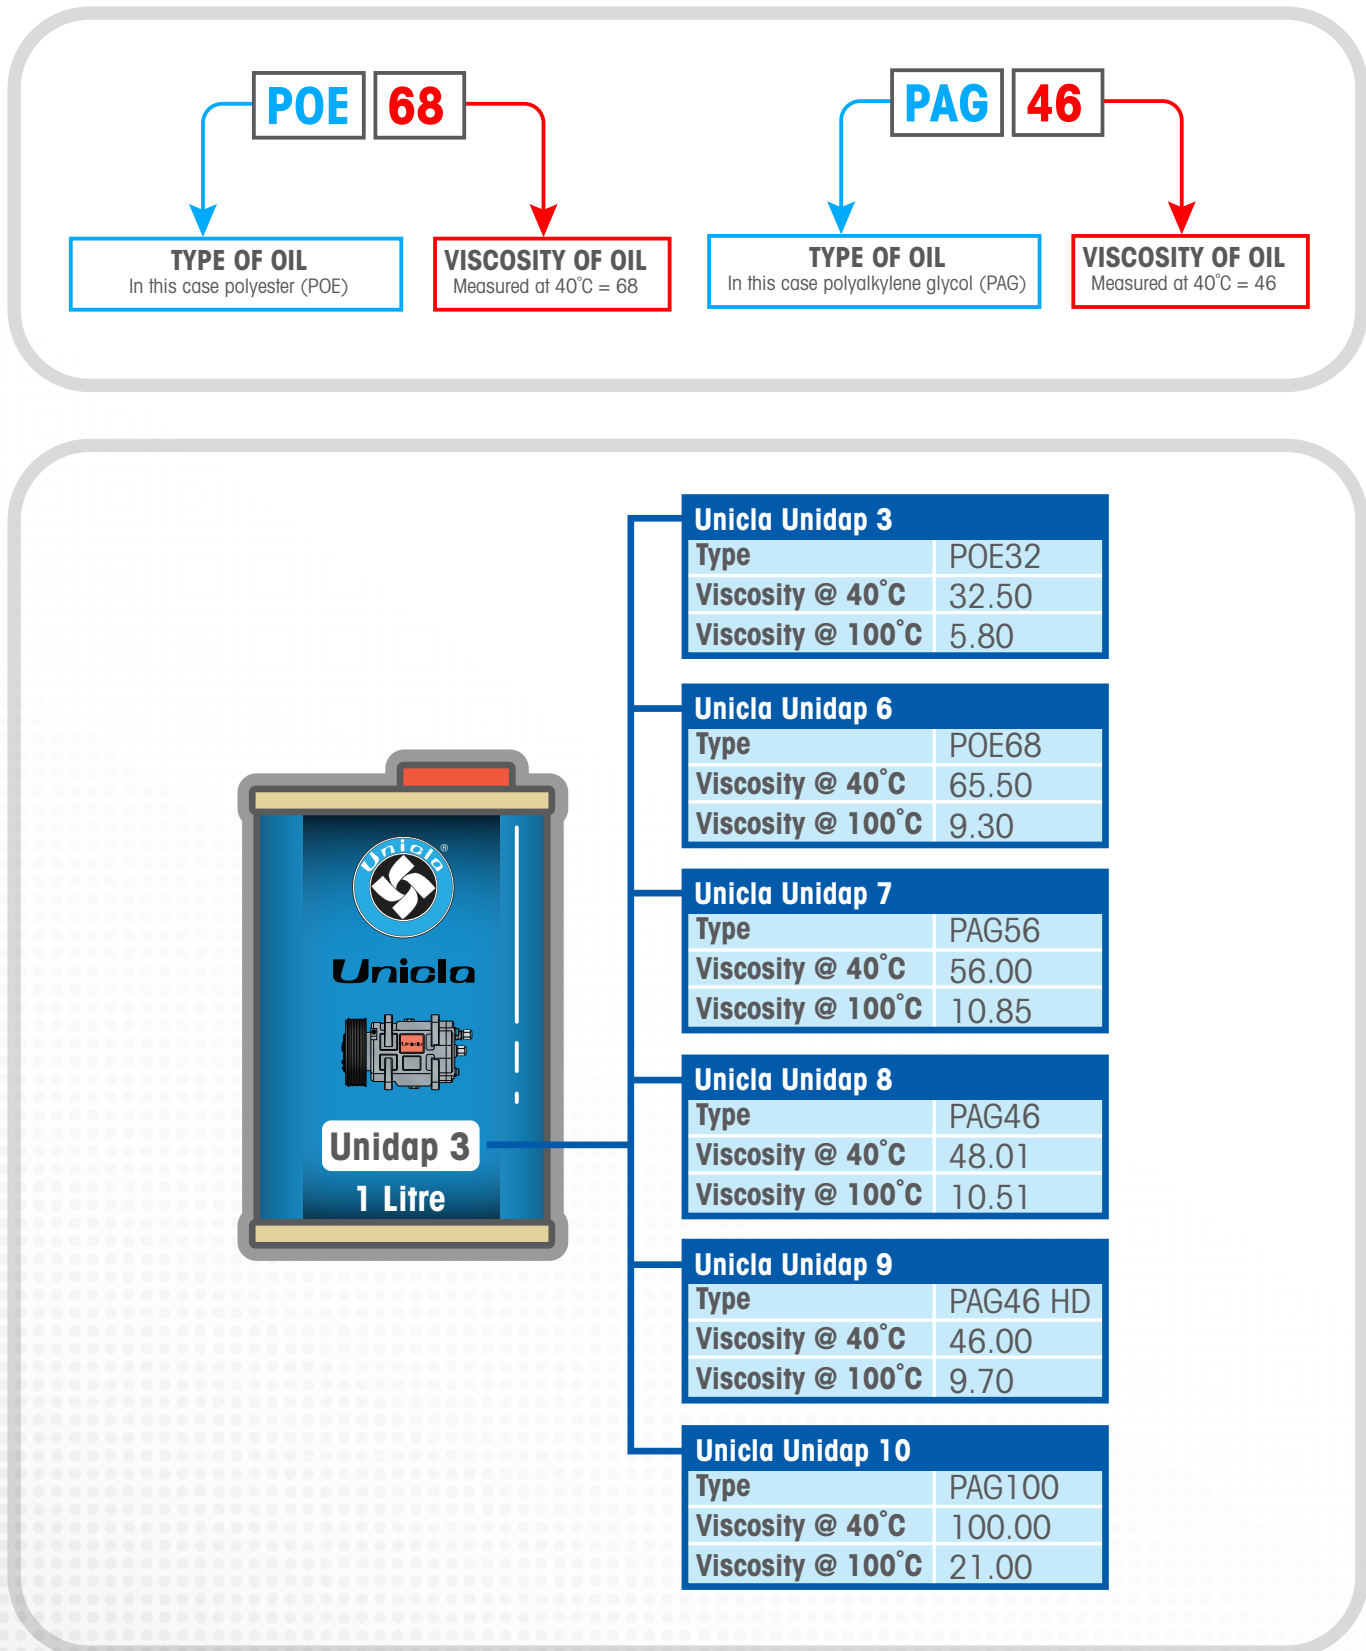 POE 68
TYPE OF OIL
In this case polyester (POE)
VISCOSITY OF OIL
Measured at 40°C = 68
PAG 46
TYPE OF OIL
In this case polyalkylene glycol (PAG)
VISCOSITY OF OIL
Measured at 40°C = 46
Unicla ®
Unicla
Unicla
Unidap 3
1 Litre
Unicla Unidap 3
Type POE32
Viscosity @ 40°C 32.50
Viscosity @ 100°C 5.80
Unicla Unidap 6
Type POE68
Viscosity @ 40°C 65.50
Viscosity @ 100°C 9.30
Unicla Unidap 7
Type PAG56
Viscosity @ 40°C 56.00
Viscosity @ 100°C 10.85
Unicla Unidap 8
Type PAG46
Viscosity @ 40°C 48.01
Viscosity @ 100°C 10.51
Unicla Unidap 9
Type PAG46 HD
Viscosity @ 40°C 46.00
Viscosity @ 100°C 9.70
Unicla Unidap 10
Type PAG100
Viscosity @ 40°C 100.00
Viscosity @ 100°C 21.00